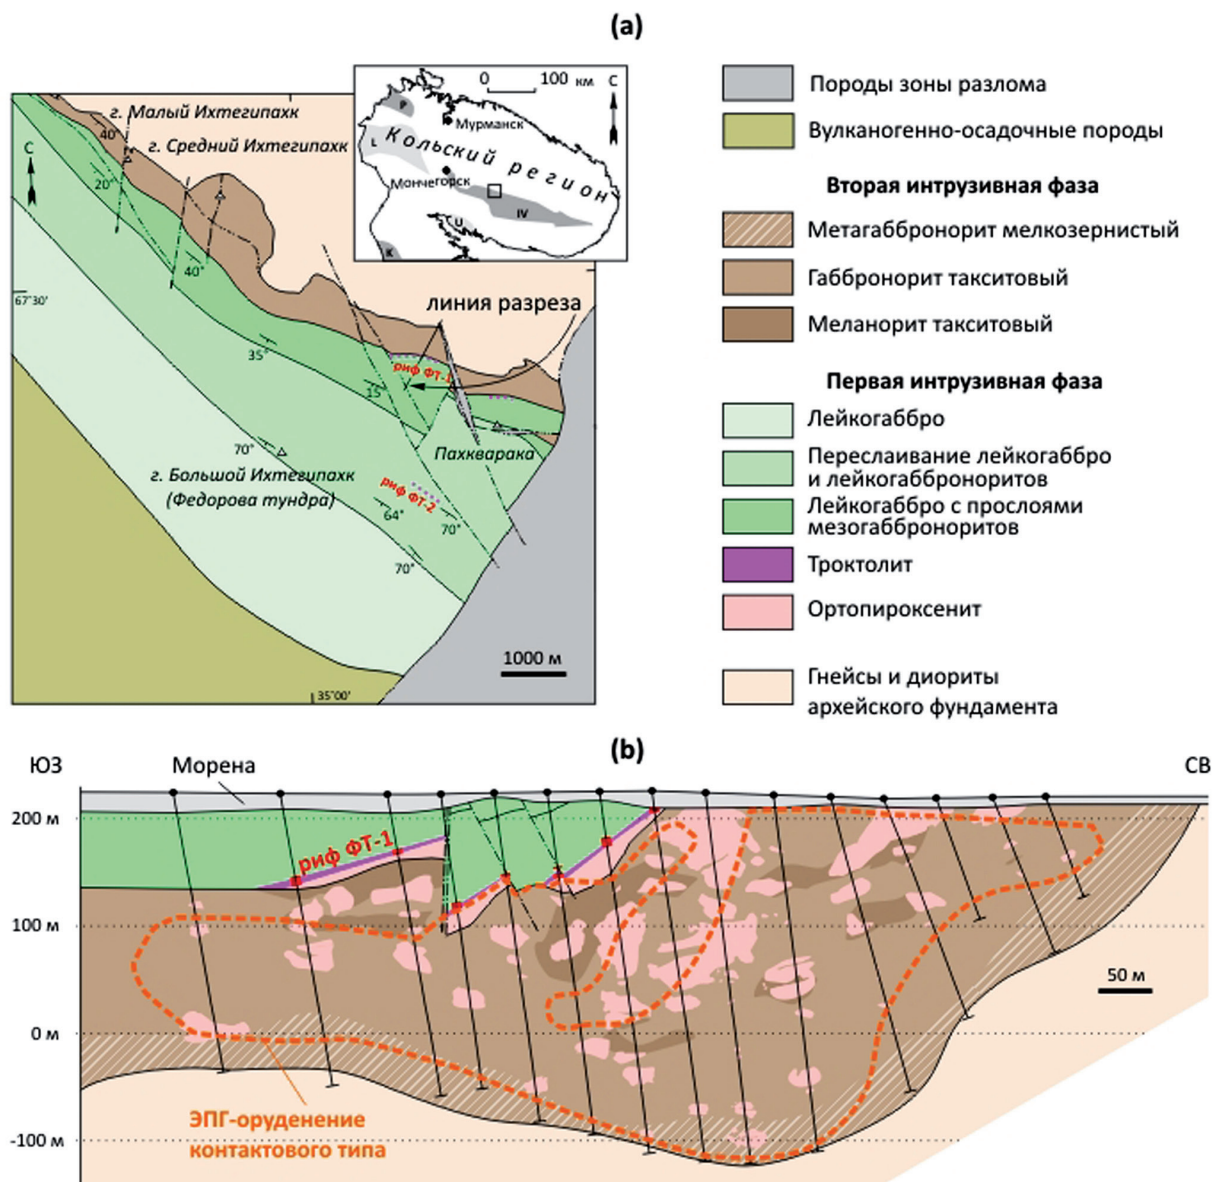 (a)
0 100 км
С
Р
Мурманск
L
Кольский регион
Мончегорск
IV
U
K
г. Малый Ихтегипахк
40°
г. Средний Ихтегипахк
С
20°
40°
67°30'
линия разреза
35°
риф ФТ-1
15°
70°
Пахкварака
г. Большой Ихтегипахк
(Федорова тундра)
риф ФТ-2
64°
70°
70°
1000 м
35°00'
Породы зоны разлома
Вулканогенно-осадочные породы
Вторая интрузивная фаза
Метагаббронорит мелкозернистый
Габбронорит такситовый
Меланорит такситовый
Первая интрузивная фаза
Лейкогаббро
Переслаивание лейкогаббро
и лейкогабброноритов
Лейкогаббро с прослоями
мезогабброноритов
Троктолит
Ортопироксенит
Гнейсы и диориты
архейского фундамента
(b)
ЮЗ
Морена
СВ
200 м
риф ФТ-1
100 м
50 м
0 м
ЭПГ-оруденение
контактового типа
-100 м